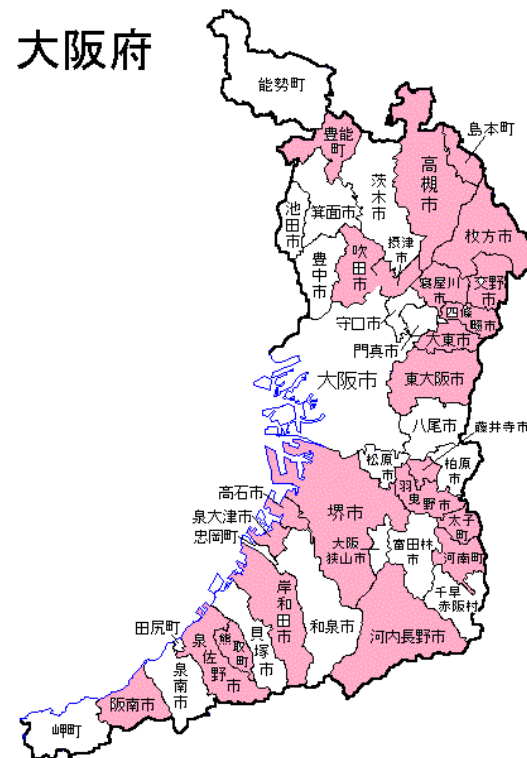 大阪府
能勢町
豊能町
島本町
高槻市
茨木市
池田市
箕面市
枚方市
豊中市
吹田市
摂津市
寝屋川市
交野市
四條畷市
守口市
門真市
大東市
大阪市
東大阪市
八尾市
藤井寺市
松原市
柏原市
羽曳野市
高石市
泉大津市
忠岡町
堺市
太子町
大阪狭山市
富田林市
河南町
千早赤阪村
岸和田市
和泉市
河内長野市
田尻町
泉佐野市
熊取町
貝塚市
泉南市
阪南市
岬町